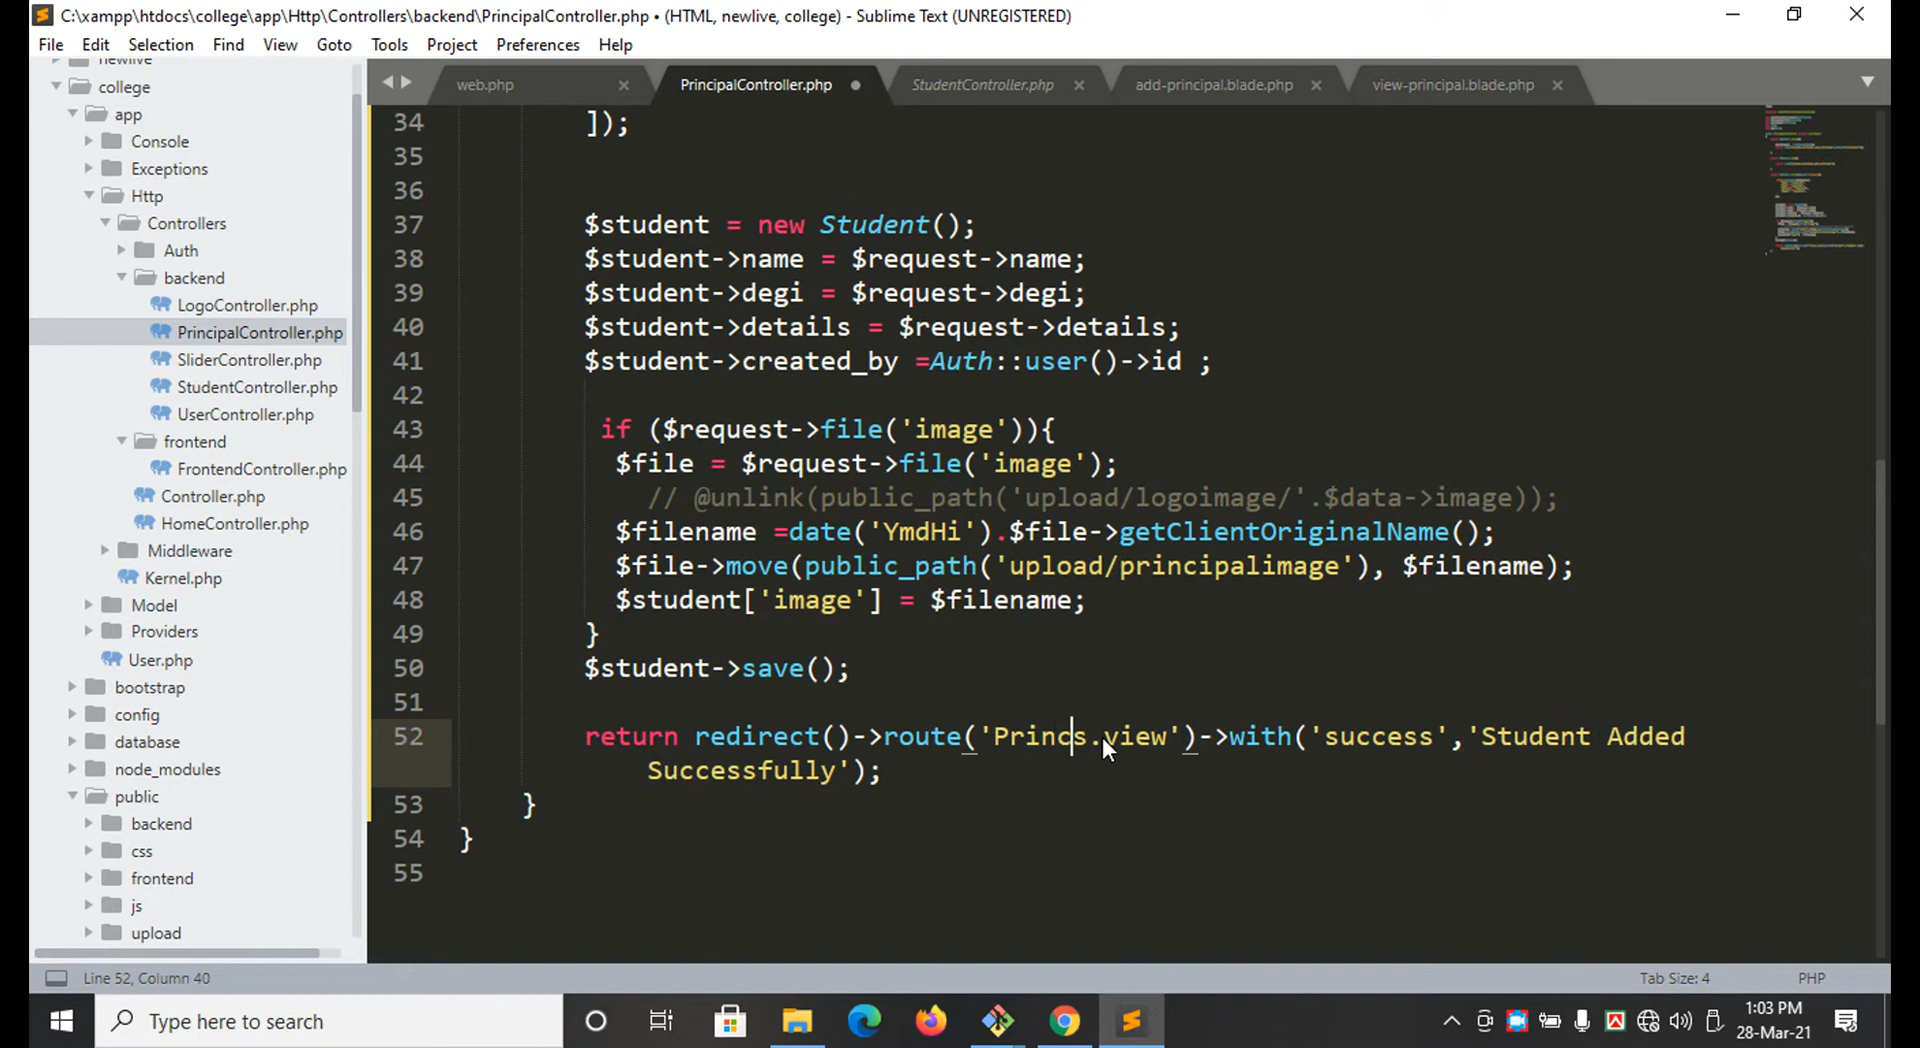 C:\xampp\htdocs\college\app\Http\Controllers\backend\PrincipalController.php • (HTML, newlive, college) - Sublime Text (UNREGISTERED)
File Edit Selection Find View Goto Tools Project Preferences Help
web.php PrincipalController.php StudentController.php add-principal.blade.php view-principal.blade.php
newlive
college
app
Console
Exceptions
Http
Controllers
Auth
backend
LogoController.php
PrincipalController.php
SliderController.php
StudentController.php
UserController.php
frontend
FrontendController.php
Controller.php
HomeController.php
Middleware
Kernel.php
Model
Providers
User.php
bootstrap
config
database
node_modules
public
backend
css
frontend
js
upload
34 ]);
35
36
37 $student = new Student();
38 $student->name = $request->name;
39 $student->degi = $request->degi;
40 $student->details = $request->details;
41 $student->created_by =Auth::user()->id ;
42
43 if ($request->file('image')){
44 $file = $request->file('image');
45 // @unlink(public_path('upload/logoimage/'.$data->image));
46 $filename =date('YmdHi').$file->getClientOriginalName();
47 $file->move(public_path('upload/principalimage'), $filename);
48 $student['image'] = $filename;
49 }
50 $student->save();
51
52 return redirect()->route('Princs.view')->with('success','Student Added
Successfully');
53 }
54 }
55
Line 52, Column 40 Tab Size: 4 PHP
Type here to search
1:03 PM
28-Mar-21